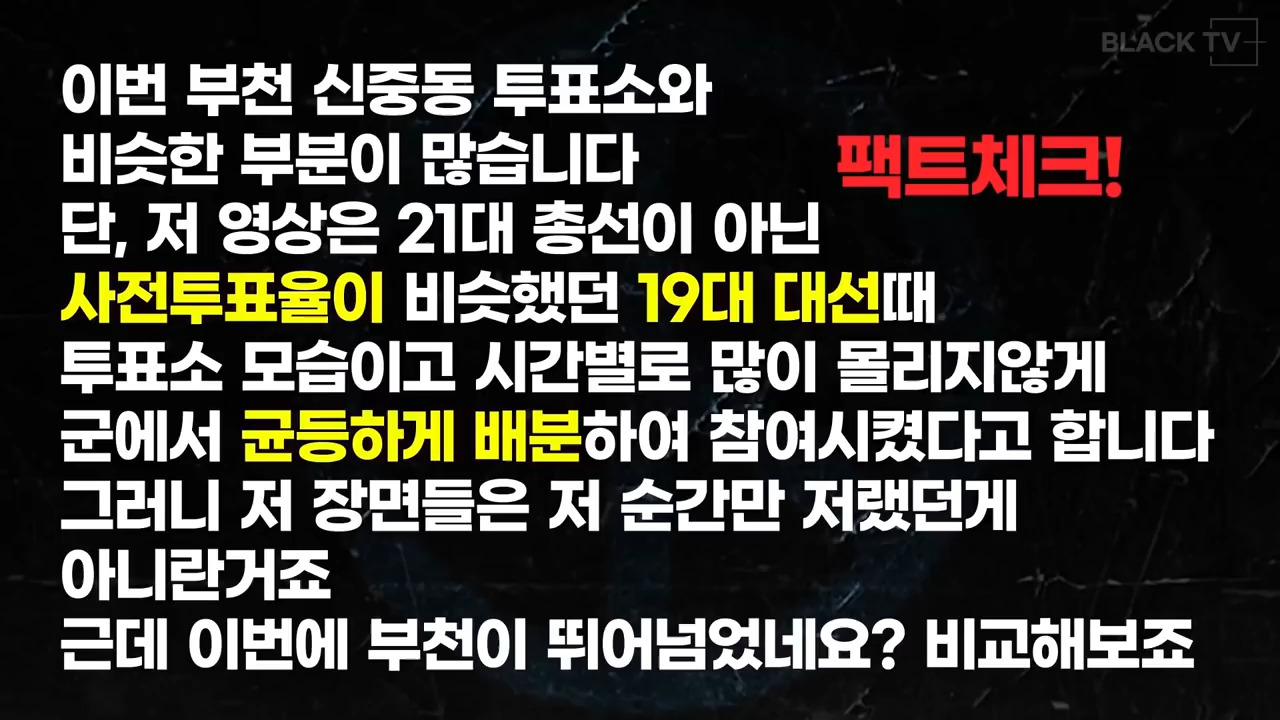 BLACK TV
이번 부천 신중동 투표소와
비슷한 부분이 많습니다
팩트체크!
단, 저 영상은 21대 총선이 아닌
사전투표율이 비슷했던 19대 대선때
투표소 모습이고 시간별로 많이 몰리지않게
군에서 균등하게 배분하여 참여시켰다고 합니다
그러니 저 장면들은 저 순간만 저랬던게
아니란거죠
근데 이번에 부천이 뛰어넘었네요? 비교해보죠